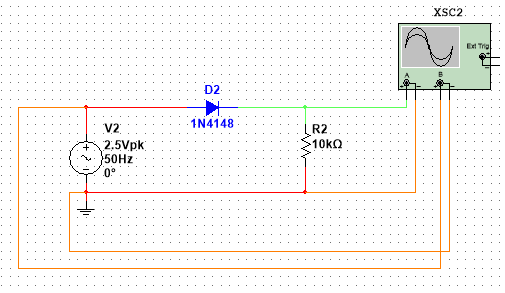 XSC2
Ext Trig
+
−
A
B
+ − + −
D2
1N4148
V2
2.5Vpk
50Hz
0°
+
−
R2
10kΩ